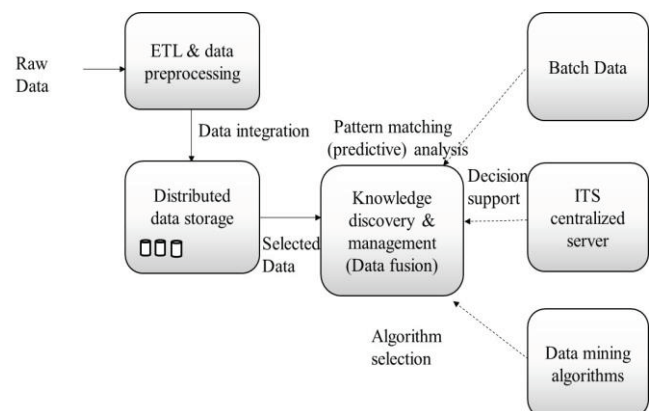 Raw
Data
ETL & data
preprocessing
Data integration
Distributed
data storage
Selected
Data
Pattern matching
(predictive) analysis
Knowledge
discovery &
management
(Data fusion)
Batch Data
Decision
support
ITS
centralized
server
Algorithm
selection
Data mining
algorithms